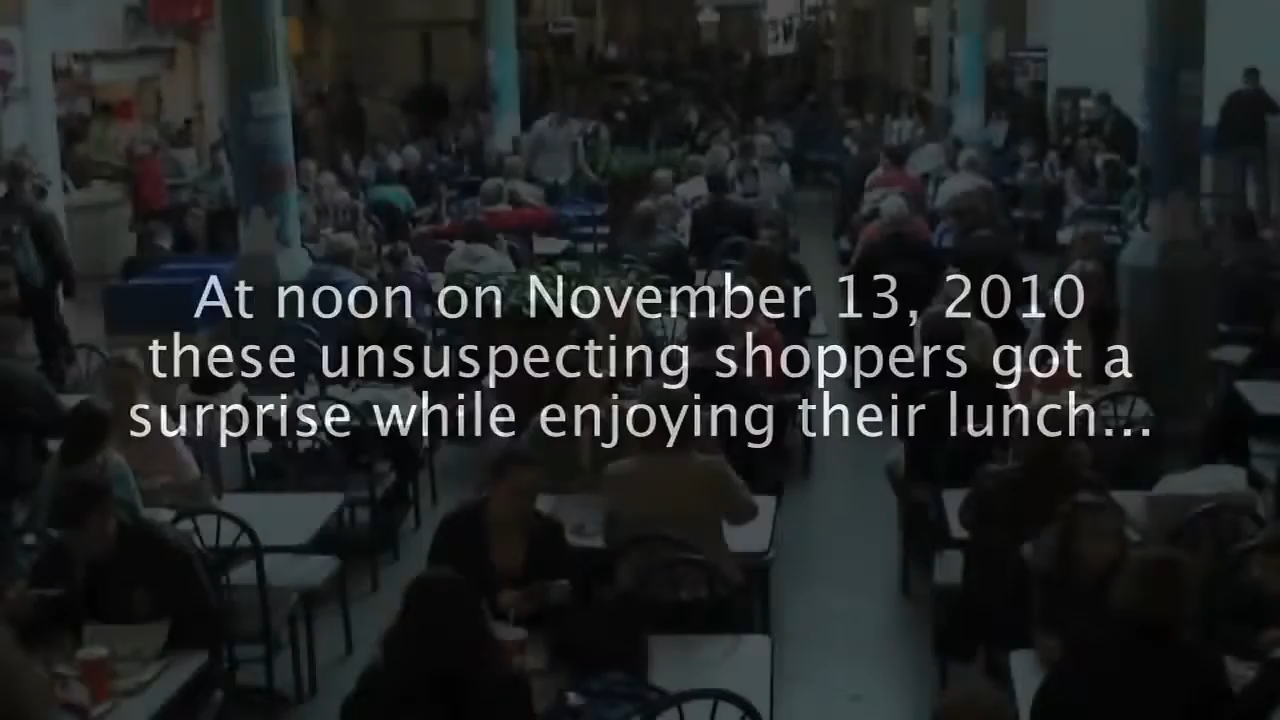 At noon on November 13, 2010
these unsuspecting shoppers got a
surprise while enjoying their lunch...